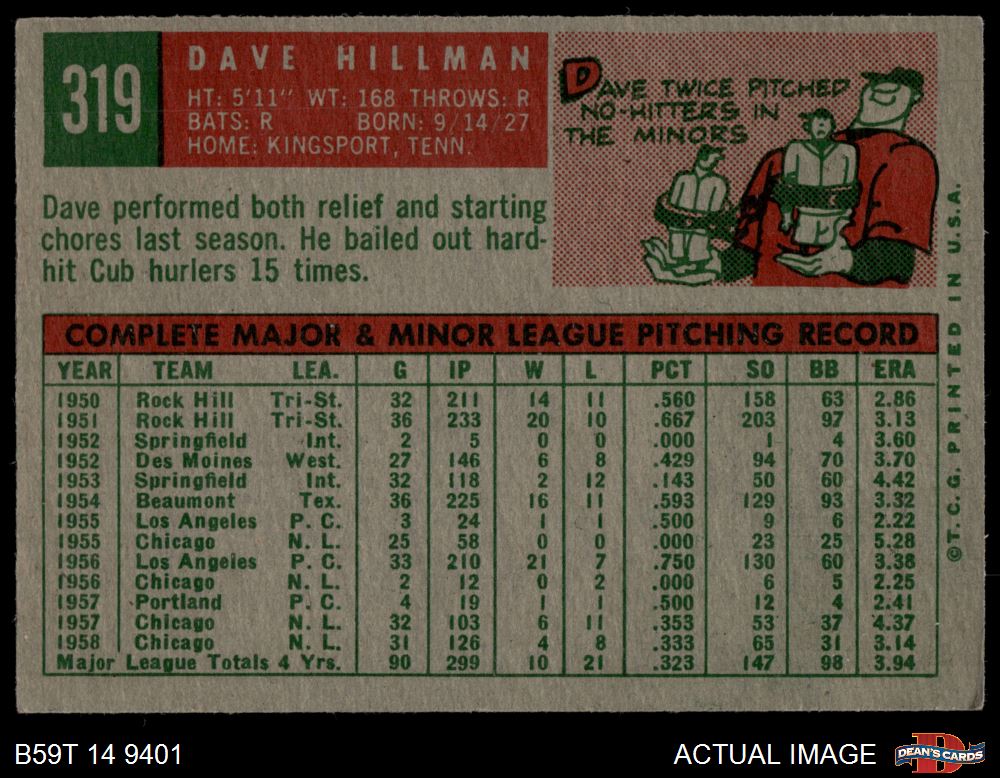 319
DAVE HILLMAN
HT: 5'11" WT: 168 THROWS: R
BATS: R BORN: 9/14/27
HOME: KINGSPORT, TENN.
DAVE TWICE PITCHED
NO-HITTERS IN
THE MINORS
Dave performed both relief and starting
chores last season. He bailed out hard-
hit Cub hurlers 15 times.
COMPLETE MAJOR & MINOR LEAGUE PITCHING RECORD
YEAR TEAM LEA. G IP W L PCT SO BB ERA
1950 Rock Hill Tri-St. 32 211 14 11 .560 158 63 2.86
1951 Rock Hill Tri-St. 36 233 20 10 .667 203 97 3.13
1952 Springfield Int. 2 5 0 0 .000 1 4 3.60
1952 Des Moines West. 27 146 6 8 .429 94 70 3.70
1953 Springfield Int. 32 118 2 12 .143 50 60 4.42
1954 Beaumont Tex. 36 225 16 11 .593 129 93 3.32
1955 Los Angeles P. C. 3 24 1 1 .500 9 6 2.22
1955 Chicago N. L. 25 58 0 0 .000 23 25 5.28
1956 Los Angeles P. C. 33 210 21 7 .750 130 60 3.38
1956 Chicago N. L. 2 12 0 2 .000 6 5 2.25
1957 Portland P. C. 4 19 1 1 .500 12 4 2.41
1957 Chicago N. L. 32 103 6 11 .353 53 37 4.37
1958 Chicago N. L. 31 126 4 8 .333 65 31 3.14
Major League Totals 4 Yrs. 90 299 10 21 .323 147 98 3.94
©T.C.G. PRINTED IN U.S.A.
B59T 14 9401
ACTUAL IMAGE
DEAN'S CARDS